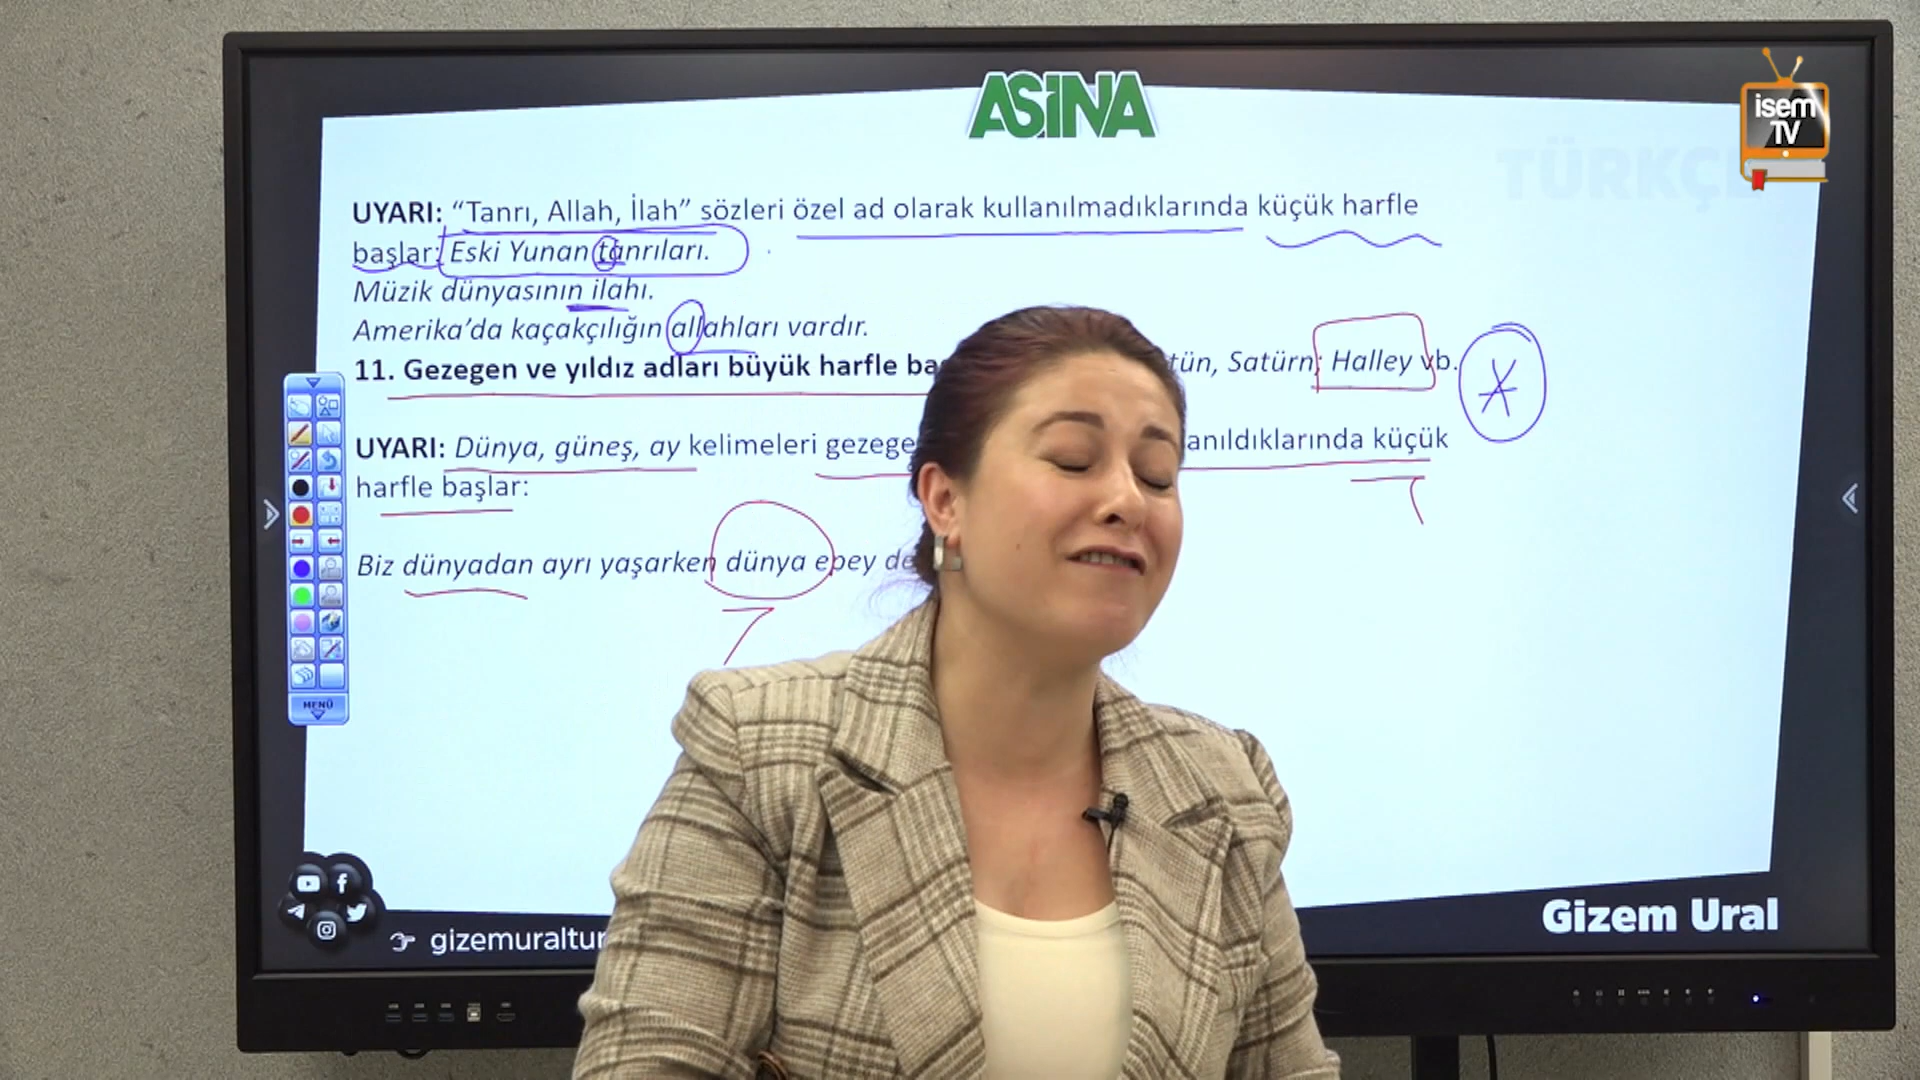 ASİNA
isem
TV
TÜRKÇE
UYARI: “Tanrı, Allah, İlah” sözleri özel ad olarak kullanılmadıklarında küçük harfle
başlar: Eski Yunan tanrıları.
Müzik dünyasının ilahı.
Amerika’da kaçakçılığın allahları vardır.
11. Gezegen ve yıldız adları büyük harfle ba
tün, Satürn; Halley vb.
UYARI: Dünya, güneş, ay kelimeleri gezege
anıldıklarında küçük
harfle başlar:
Biz dünyadan ayrı yaşarken dünya epey de
MENÜ
Gizem Ural
gizemuraltur